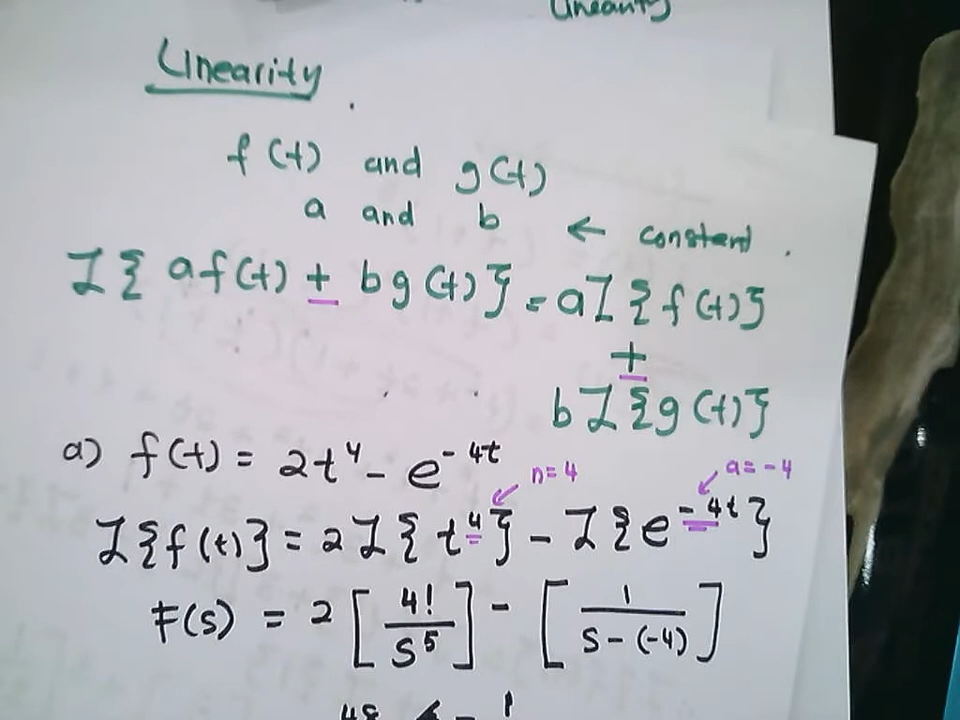 Linearity
Linearity
f(t) and g(t)
a and b ← constant .
L{ af(t) + bg(t)} = aL{f(t)}
+
bL{g(t)}
a) f(t) = 2t⁴ - e^-4t
n=4 a=-4
L{f(t)} = 2L{t⁴} - L{e^-4t}
F(s) = 2 [4!/s⁵] - [1/s-(-4)]
48